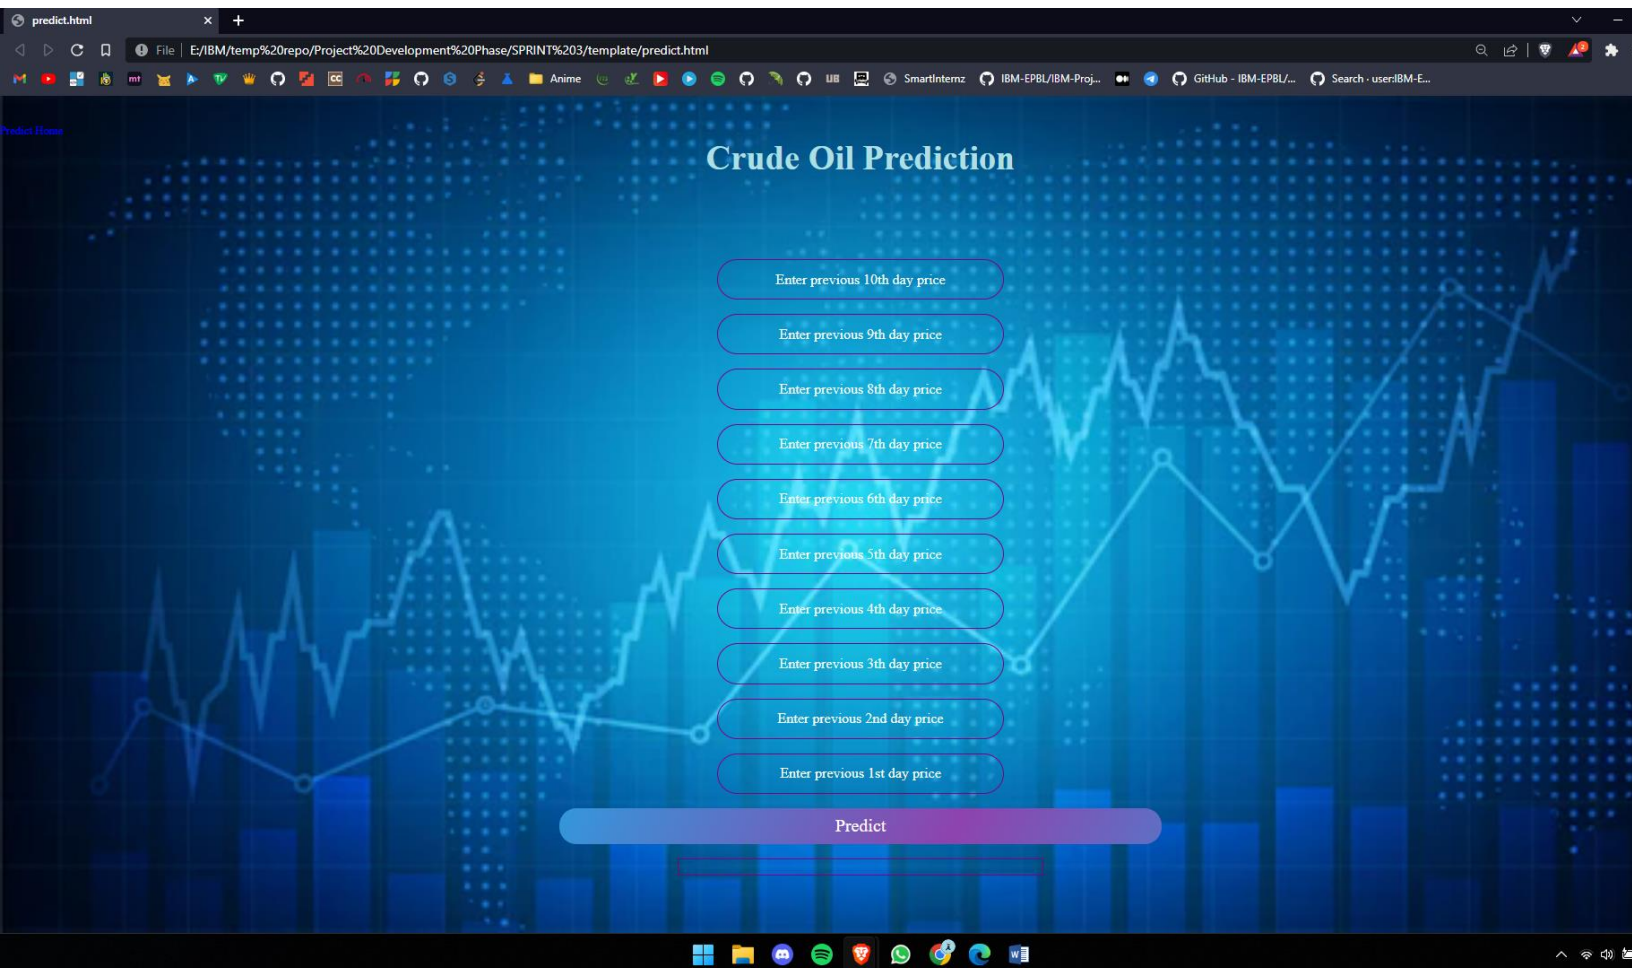 predict.html
File E:/IBM/temp%20repo/Project%20Development%20Phase/SPRINT%203/template/predict.html
2
mt CC Anime UB SmartInternz IBM-EPBL/IBM-Proj... GitHub - IBM-EPBL/... Search · user:IBM-E...
Predict Home
Crude Oil Prediction
Enter previous 10th day price
Enter previous 9th day price
Enter previous 8th day price
Enter previous 7th day price
Enter previous 6th day price
Enter previous 5th day price
Enter previous 4th day price
Enter previous 3th day price
Enter previous 2nd day price
Enter previous 1st day price
Predict